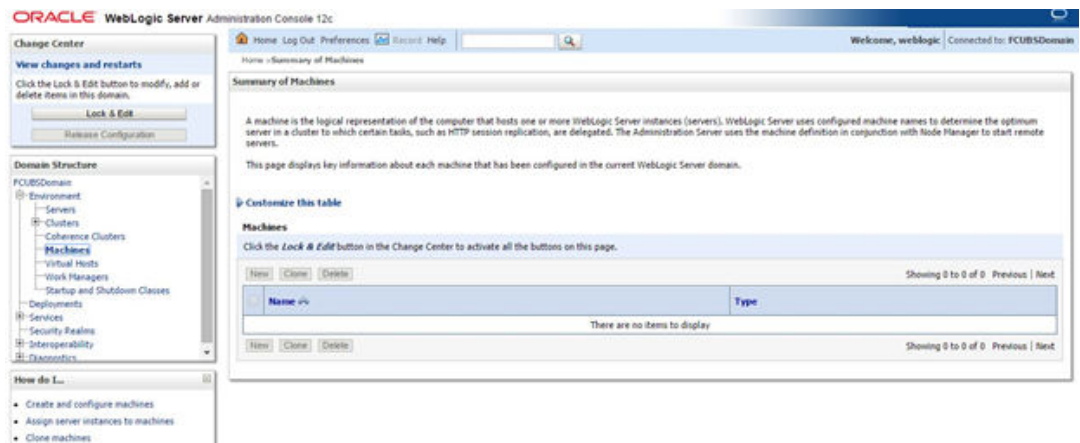 ORACLE WebLogic Server Administration Console 12c
Change Center
View changes and restarts
Click the Lock & Edit button to modify, add or
delete items in this domain.
Lock & Edit
Release Configuration
Domain Structure
FCUBSDomain
Environment
Servers
Clusters
Coherence Clusters
Machines
Virtual Hosts
Work Managers
Startup and Shutdown Classes
Deployments
Services
Security Realms
Interoperability
Diagnostics
How do I...
Create and configure machines
Assign server instances to machines
Clone machines
Home Log Out Preferences Record Help
Welcome, weblogic Connected to: FCUBSDomain
Home >Summary of Machines
Summary of Machines
A machine is the logical representation of the computer that hosts one or more WebLogic Server instances (servers). WebLogic Server uses configured machine names to determine the optimum
server in a cluster to which certain tasks, such as HTTP session replication, are delegated. The Administration Server uses the machine definition in conjunction with Node Manager to start remote
servers.
This page displays key information about each machine that has been configured in the current WebLogic Server domain.
Customize this table
Machines
Click the Lock & Edit button in the Change Center to activate all the buttons on this page.
New Clone Delete
Showing 0 to 0 of 0 Previous | Next
Name Type
There are no items to display
New Clone Delete
Showing 0 to 0 of 0 Previous | Next